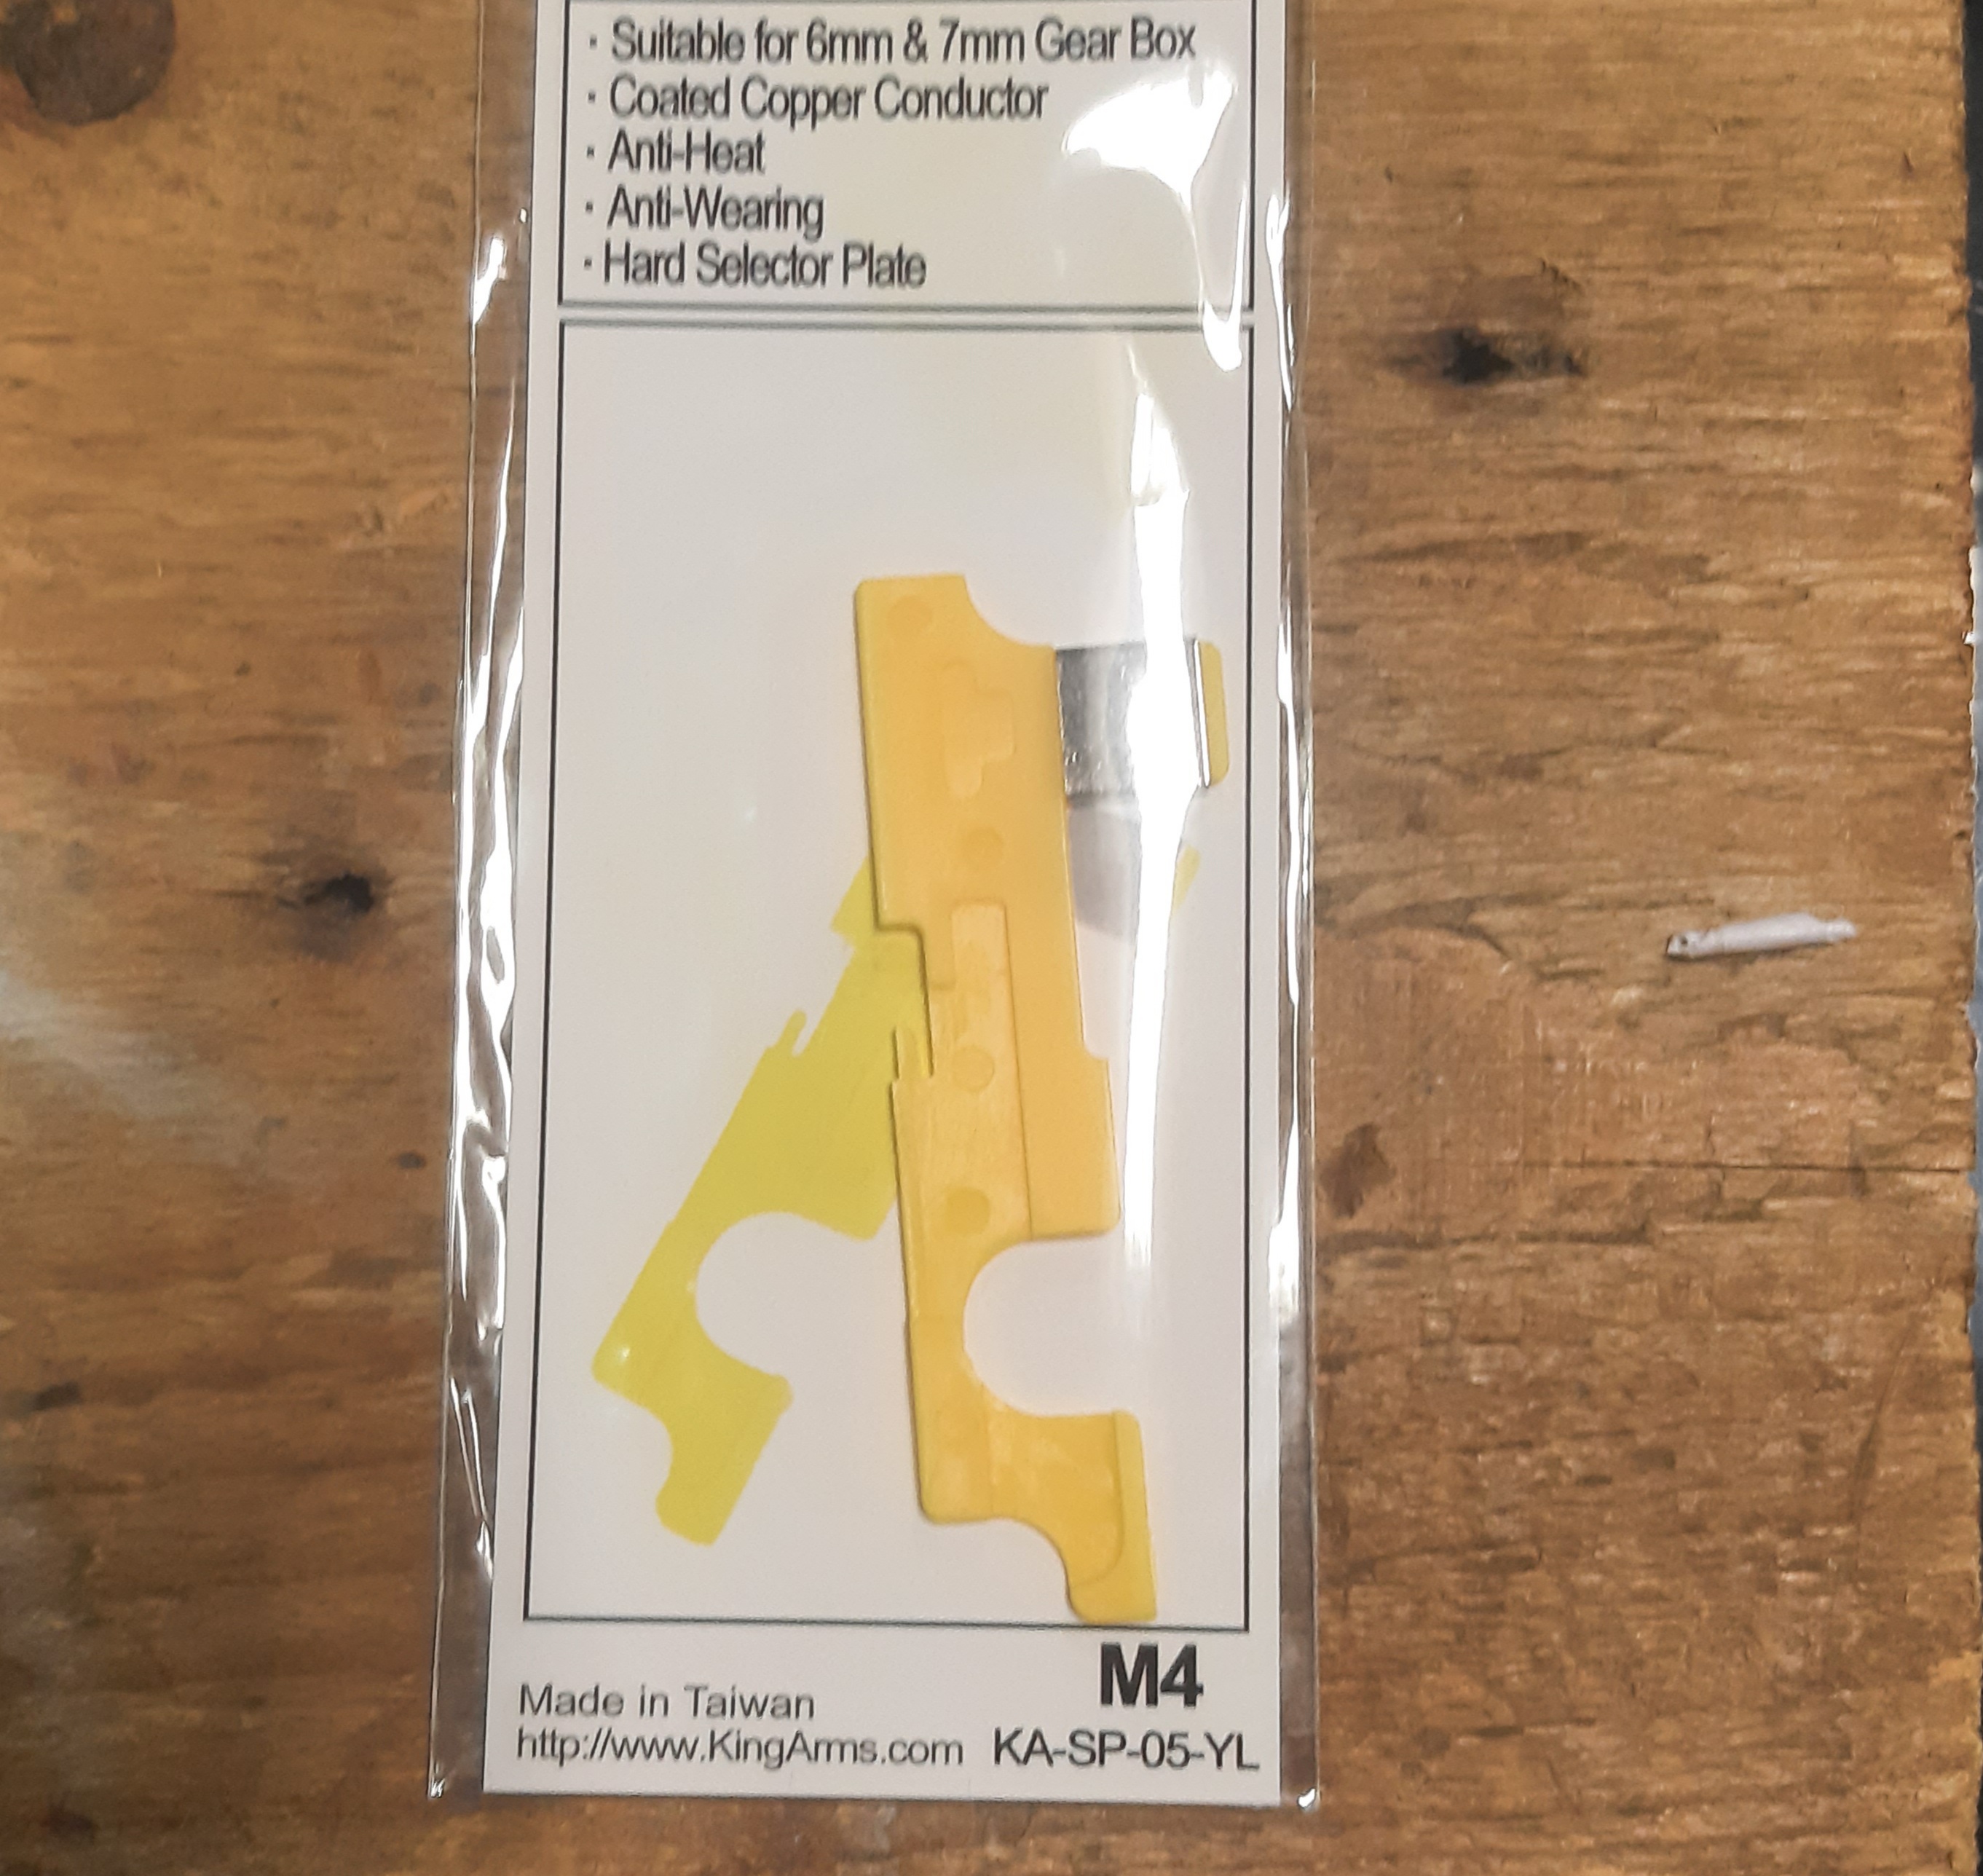 · Suitable for 6mm & 7mm Gear Box
· Coated Copper Conductor
· Anti-Heat
· Anti-Wearing
· Hard Selector Plate
M4
Made in Taiwan
http://www.KingArms.com KA-SP-05-YL